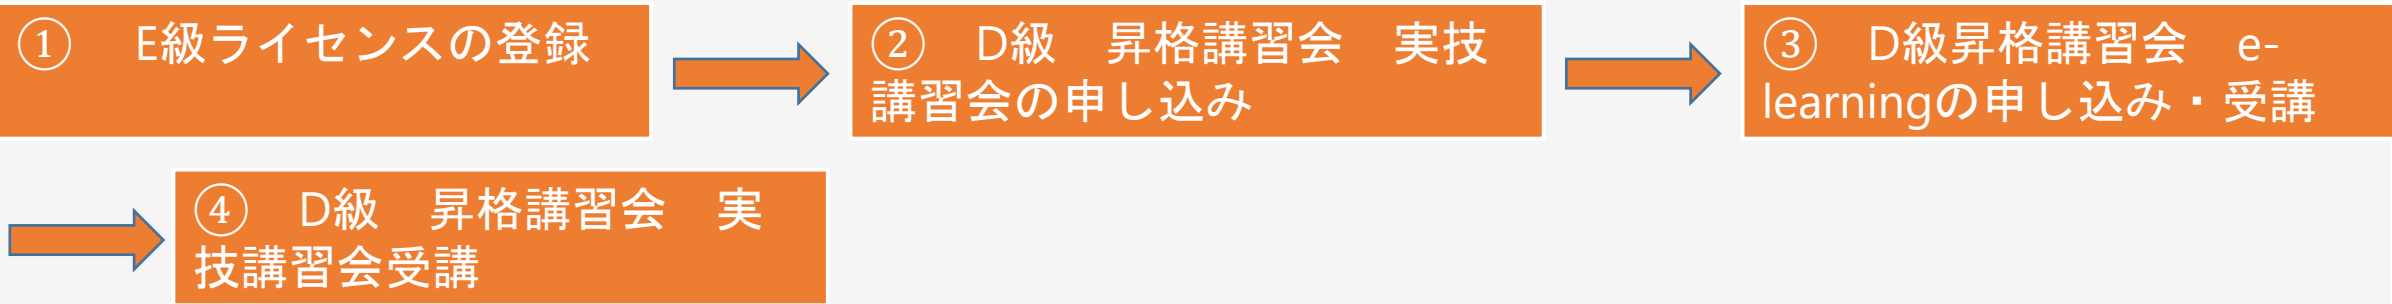 ①　E級ライセンスの登録
②　D級　昇格講習会　実技
講習会の申し込み
③　D級昇格講習会　e-
learningの申し込み・受講
④　D級　昇格講習会　実
技講習会受講